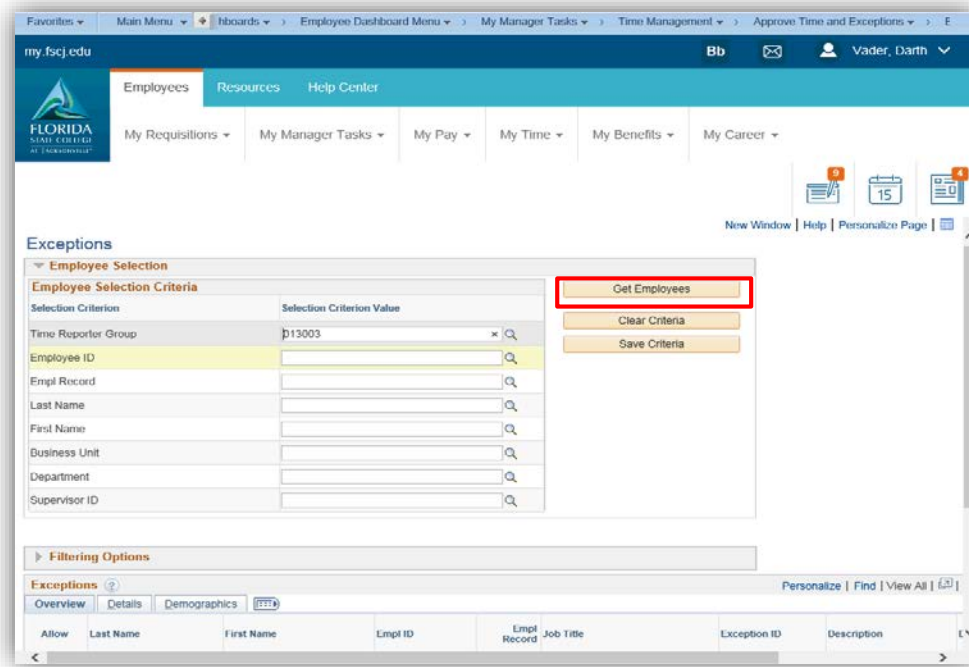 Favorites Main Menu hboards Employee Dashboard Menu My Manager Tasks Time Management Approve Time and Exceptions E
my.fscj.edu Bb Vader, Darth
Employees Resources Help Center
FLORIDA
STATE COLLEGE
AT JACKSONVILLE
My Requisitions My Manager Tasks My Pay My Time My Benefits My Career
9 15 4
New Window | Help | Personalize Page |
Exceptions
Employee Selection
Employee Selection Criteria Get Employees
Selection Criterion Selection Criterion Value
Clear Criteria
Time Reporter Group D13003 ×
Save Criteria
Employee ID
Empl Record
Last Name
First Name
Business Unit
Department
Supervisor ID
Filtering Options
Exceptions ? Personalize | Find | View All |
Overview Details Demographics
Allow Last Name First Name Empl ID Empl Record Job Title Exception ID Description